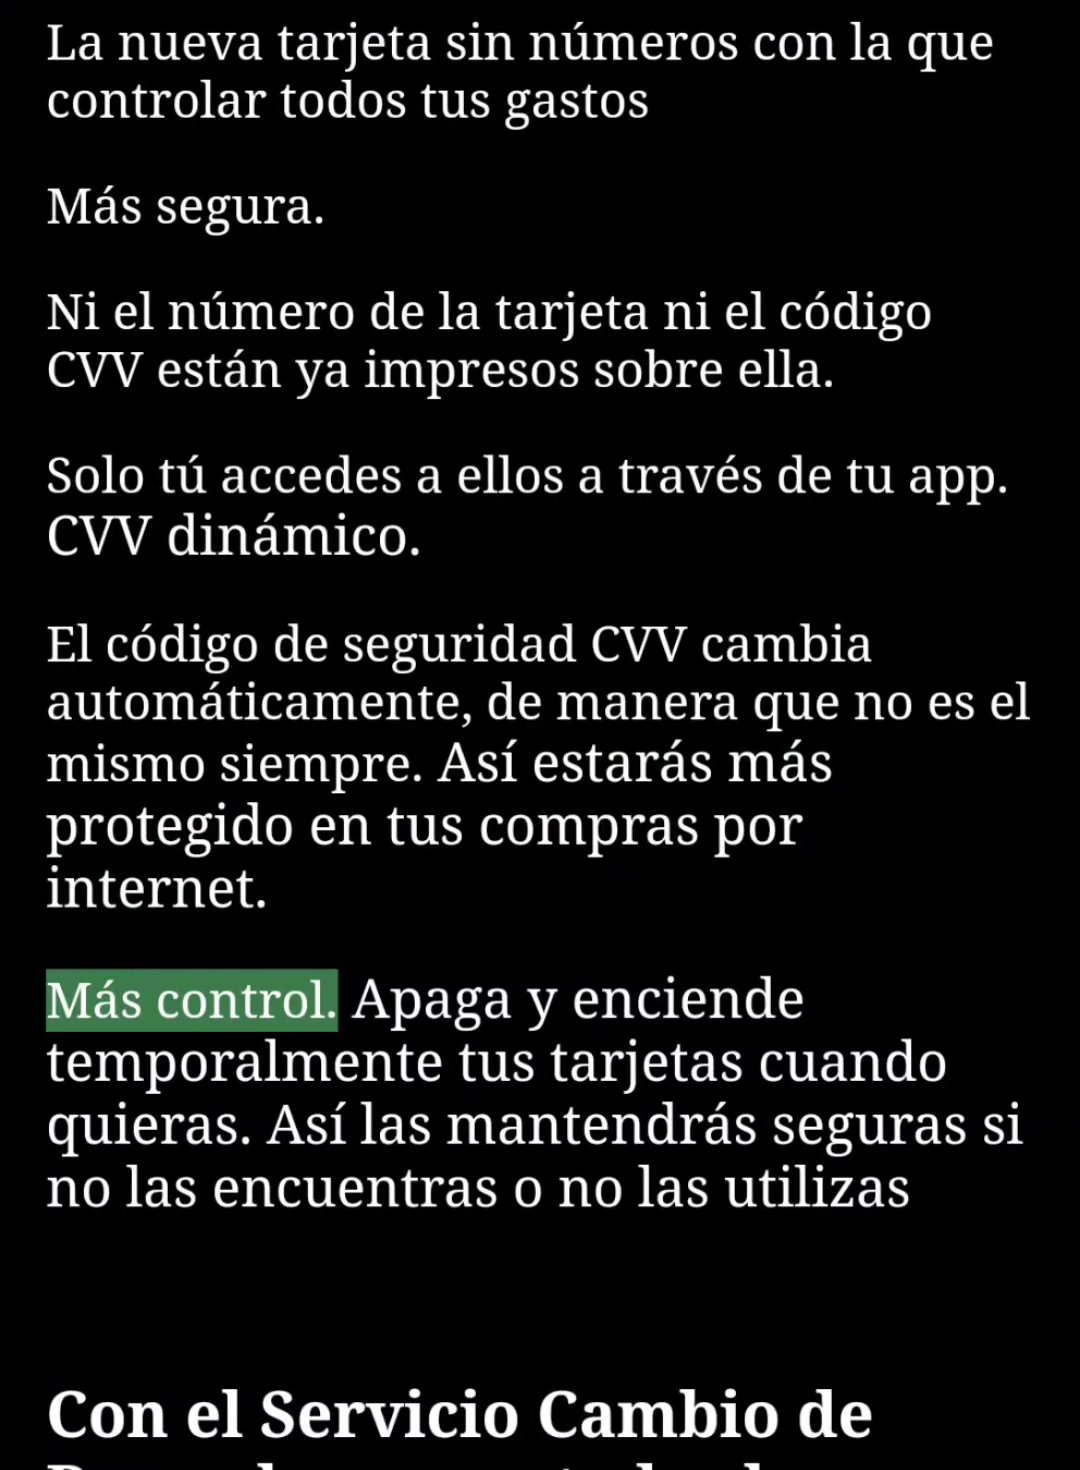 La nueva tarjeta sin números con la que
controlar todos tus gastos
Más segura.
Ni el número de la tarjeta ni el código
CVV están ya impresos sobre ella.
Solo tú accedes a ellos a través de tu app.
CVV dinámico.
El código de seguridad CVV cambia
automáticamente, de manera que no es el
mismo siempre. Así estarás más
protegido en tus compras por
internet.
Más control. Apaga y enciende
temporalmente tus tarjetas cuando
quieras. Así las mantendrás seguras si
no las encuentras o no las utilizas
Con el Servicio Cambio de